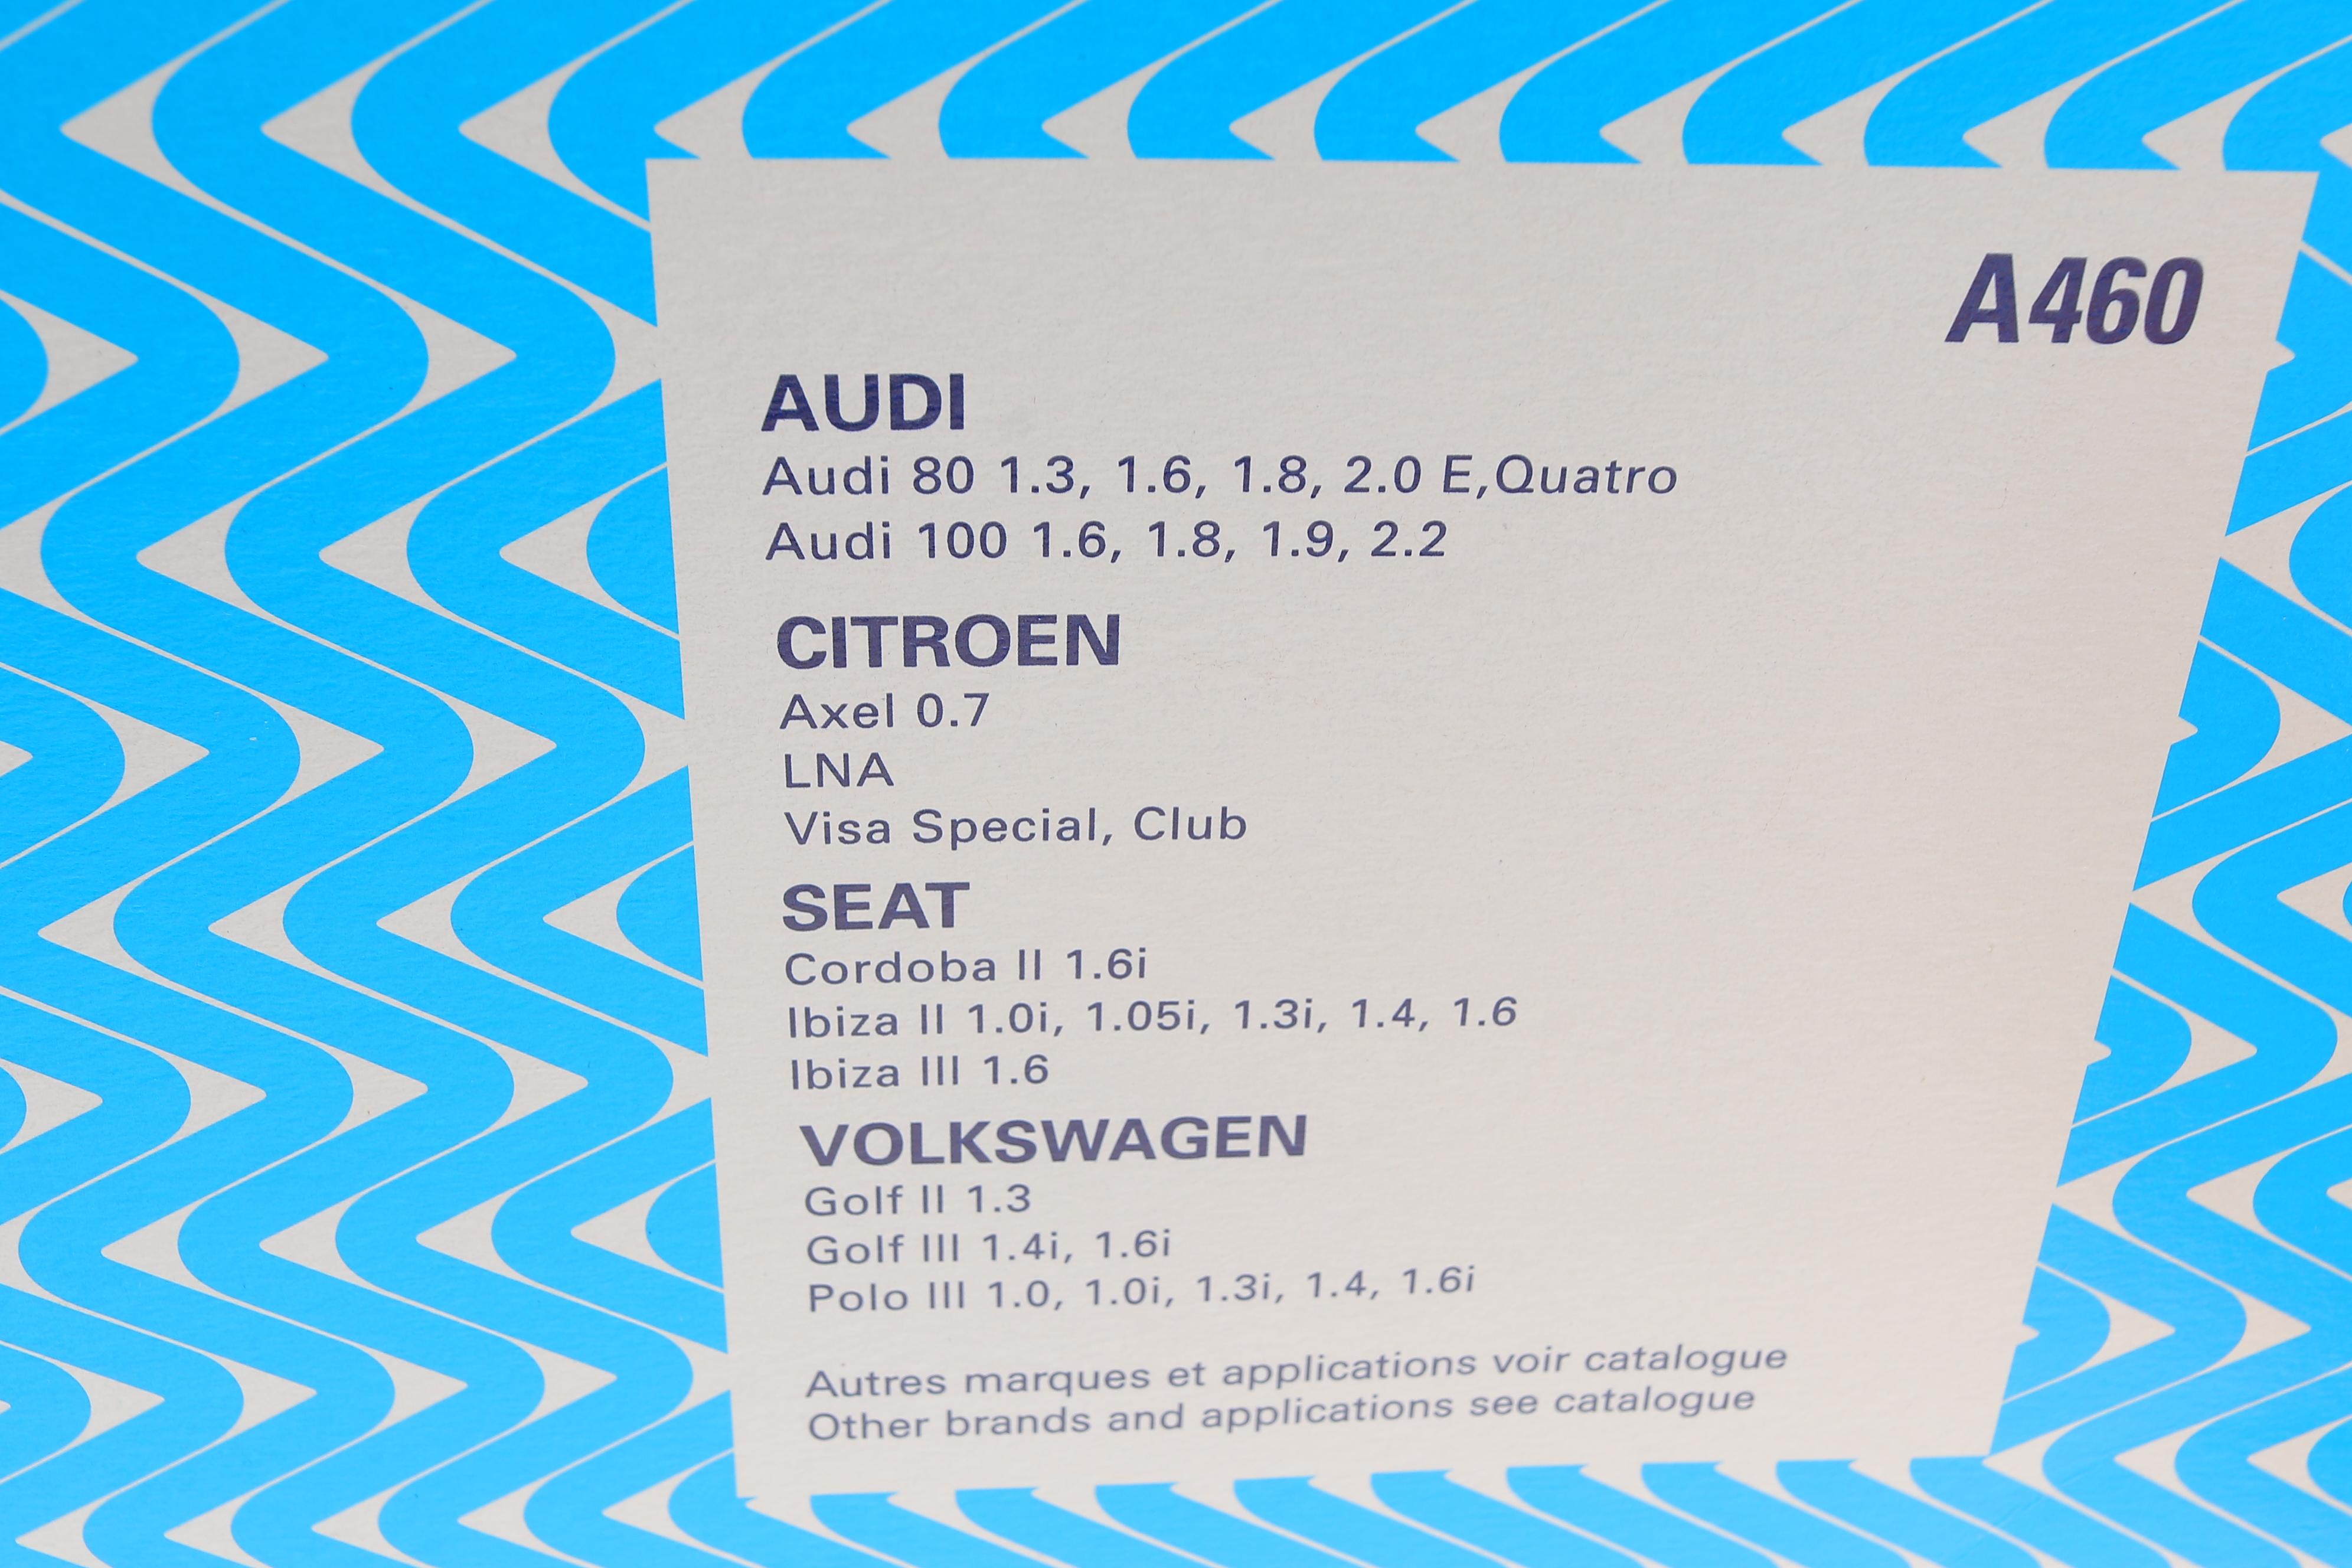 A460
AUDI
Audi 80 1.3, 1.6, 1.8, 2.0 E,Quatro
Audi 100 1.6, 1.8, 1.9, 2.2
CITROEN
Axel 0.7
LNA
Visa Special, Club
SEAT
Cordoba II 1.6i
Ibiza II 1.0i, 1.05i, 1.3i, 1.4, 1.6
Ibiza III 1.6
VOLKSWAGEN
Golf II 1.3
Golf III 1.4i, 1.6i
Polo III 1.0, 1.0i, 1.3i, 1.4, 1.6i
Autres marques et applications voir catalogue
Other brands and applications see catalogue